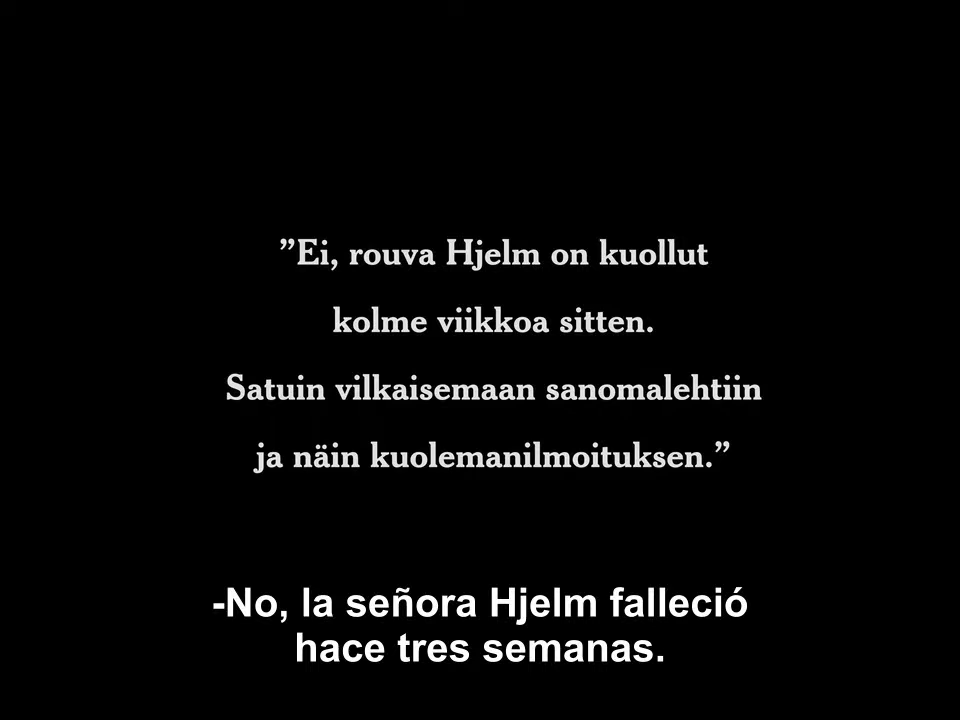 ”Ei, rouva Hjelm on kuollut
kolme viikkoa sitten.
Satuin vilkaisemaan sanomalehtiin
ja näin kuolemanilmoituksen.”
-No, la señora Hjelm falleció
hace tres semanas.